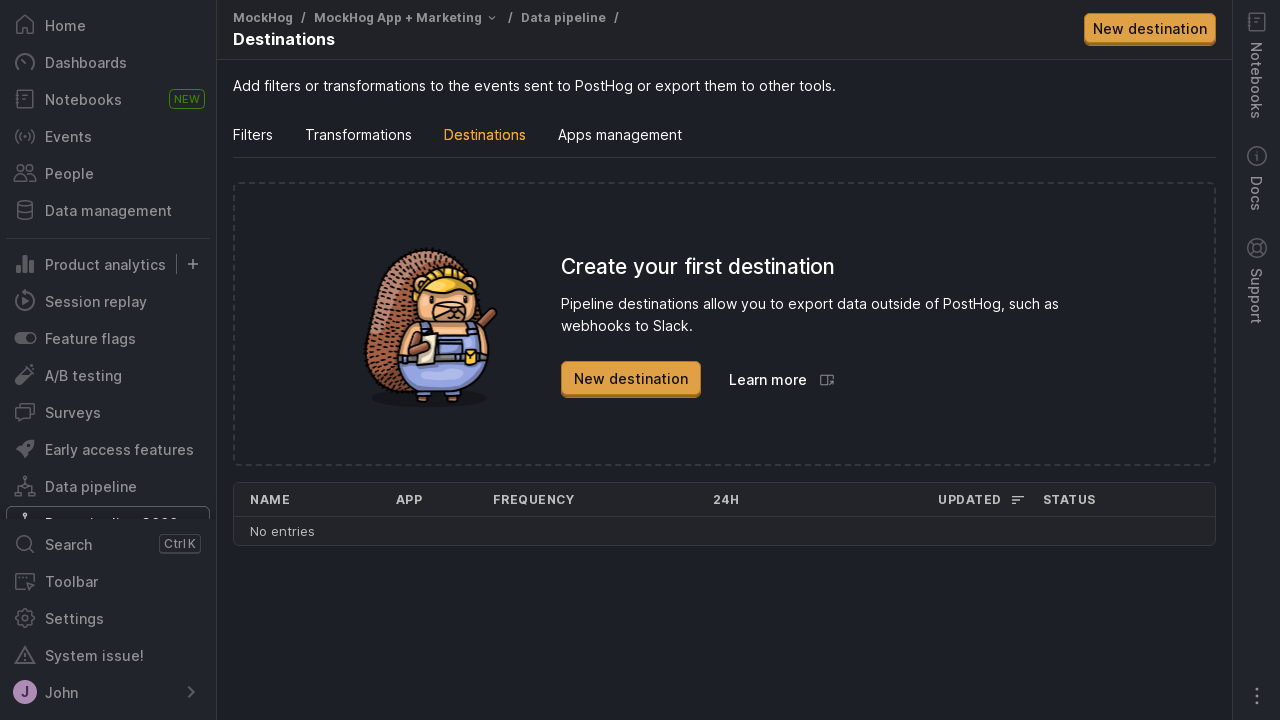 Home
Dashboards
Notebooks NEW
Events
People
Data management
Product analytics
Session replay
Feature flags
A/B testing
Surveys
Early access features
Data pipeline
Search Ctrl K
Toolbar
Settings
System issue!
J John
MockHog / MockHog App + Marketing / Data pipeline /
Destinations
New destination
Add filters or transformations to the events sent to PostHog or export them to other tools.
Filters Transformations Destinations Apps management
Create your first destination
Pipeline destinations allow you to export data outside of PostHog, such as
webhooks to Slack.
New destination Learn more
NAME APP FREQUENCY 24H UPDATED STATUS
No entries
Notebooks
Docs
Support